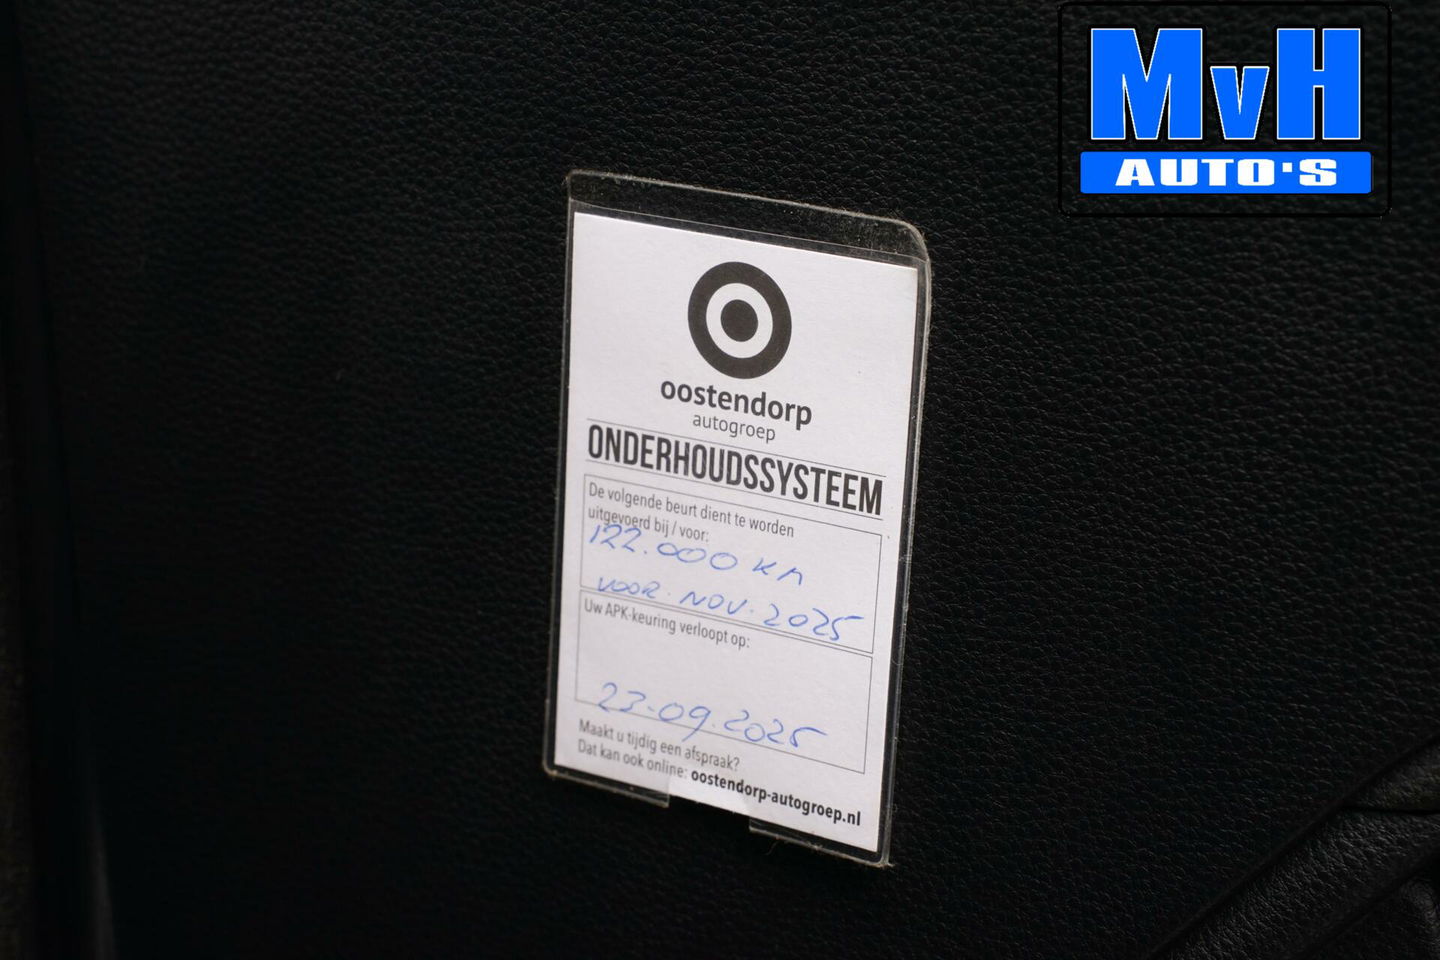 MvH
AUTO'S
oostendorp
autogroep
ONDERHOUDSSYSTEEM
De volgende beurt dient te worden
uitgevoerd bij / voor:
122.000 KM
VOOR. NOV. 2025
Uw APK-keuring verloopt op:
23-09.2025
Maakt u tijdig een afspraak?
Dat kan ook online: oostendorp-autogroep.nl